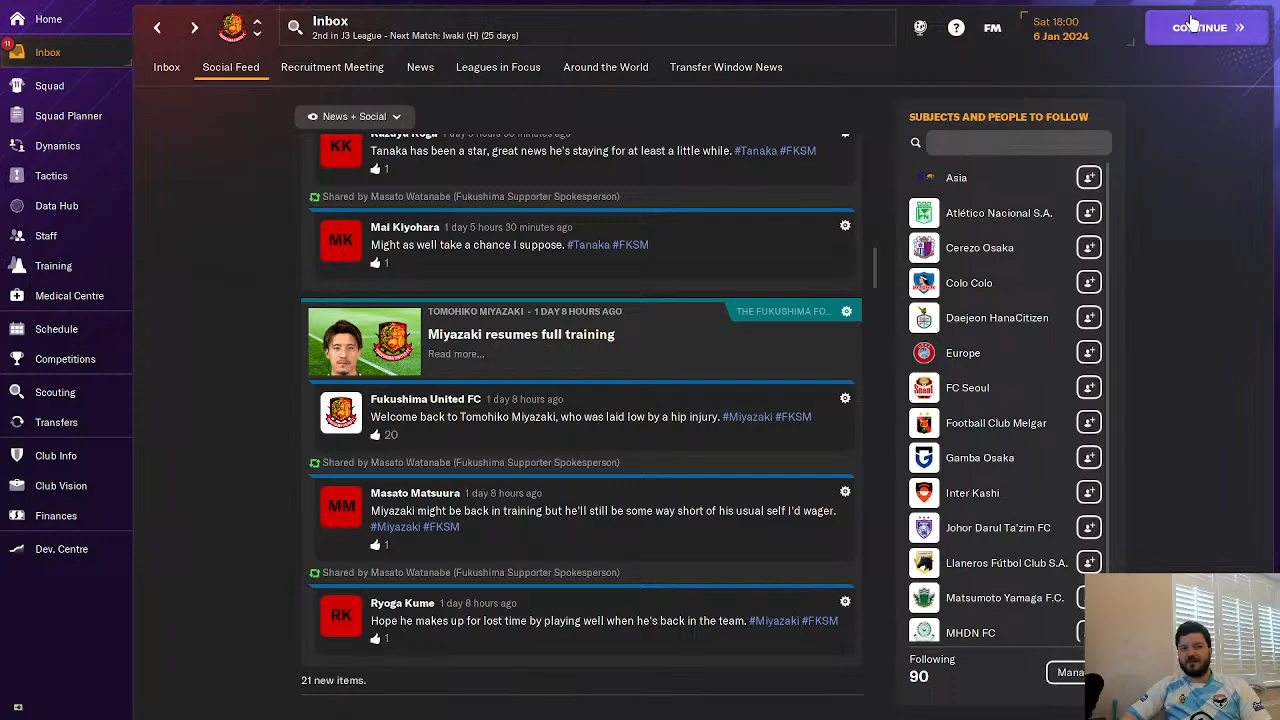 Home
11
Inbox
Squad
Squad Planner
Dynamics
Tactics
Data Hub
Staff
Training
Medical Centre
Schedule
Competitions
Scouting
Transfers
Club Info
Club Vision
Finances
Dev. Centre
Inbox
2nd in J3 League - Next Match: Iwaki (H) (25 days)
?
FM
Sat 18:00
6 Jan 2024
CONTINUE
Inbox
Social Feed
Recruitment Meeting
News
Leagues in Focus
Around the World
Transfer Window News
News + Social
KK
Kazuya Koga
Tanaka has been a star, great news he's staying for at least a little while. #Tanaka #FKSM
1
Shared by Masato Watanabe (Fukushima Supporter Spokesperson)
MK
Mai Kiyohara 1 day 30 minutes ago
Might as well take a chance I suppose. #Tanaka #FKSM
1
TOMOHIKO MIYAZAKI - 1 DAY 8 HOURS AGO
THE FUKUSHIMA FO...
Miyazaki resumes full training
Read more...
Fukushima United FC 1 day 8 hours ago
Welcome back to Tomohiko Miyazaki, who was laid low by a hip injury. #Miyazaki #FKSM
20
Shared by Masato Watanabe (Fukushima Supporter Spokesperson)
MM
Masato Matsuura 1 day 8 hours ago
Miyazaki might be back in training but he'll still be some way short of his usual self I'd wager.
#Miyazaki #FKSM
1
Shared by Masato Watanabe (Fukushima Supporter Spokesperson)
RK
Ryoga Kume 1 day 8 hours ago
Hope he makes up for lost time by playing well when he's back in the team. #Miyazaki #FKSM
1
21 new items.
SUBJECTS AND PEOPLE TO FOLLOW
Asia
Atlético Nacional S.A.
Cerezo Osaka
Colo Colo
Daejeon HanaCitizen
Europe
FC Seoul
Football Club Melgar
Gamba Osaka
Inter Kashi
Johor Darul Ta'zim FC
Llaneros Fútbol Club S.A.
Matsumoto Yamaga F.C.
MHDN FC
Following
90
Mana